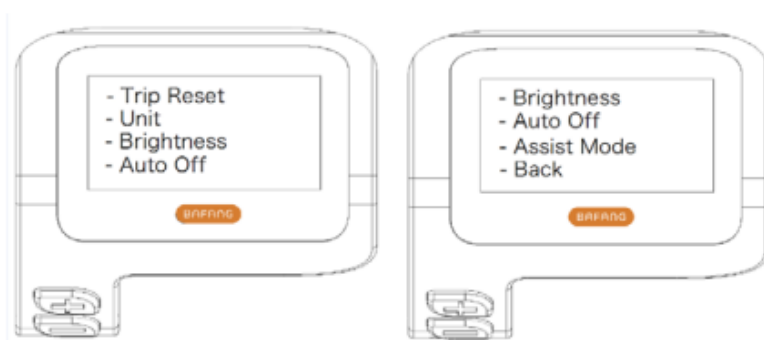 - Trip Reset
- Unit
- Brightness
- Auto Off
BAFANG
- Brightness
- Auto Off
- Assist Mode
- Back
BAFANG